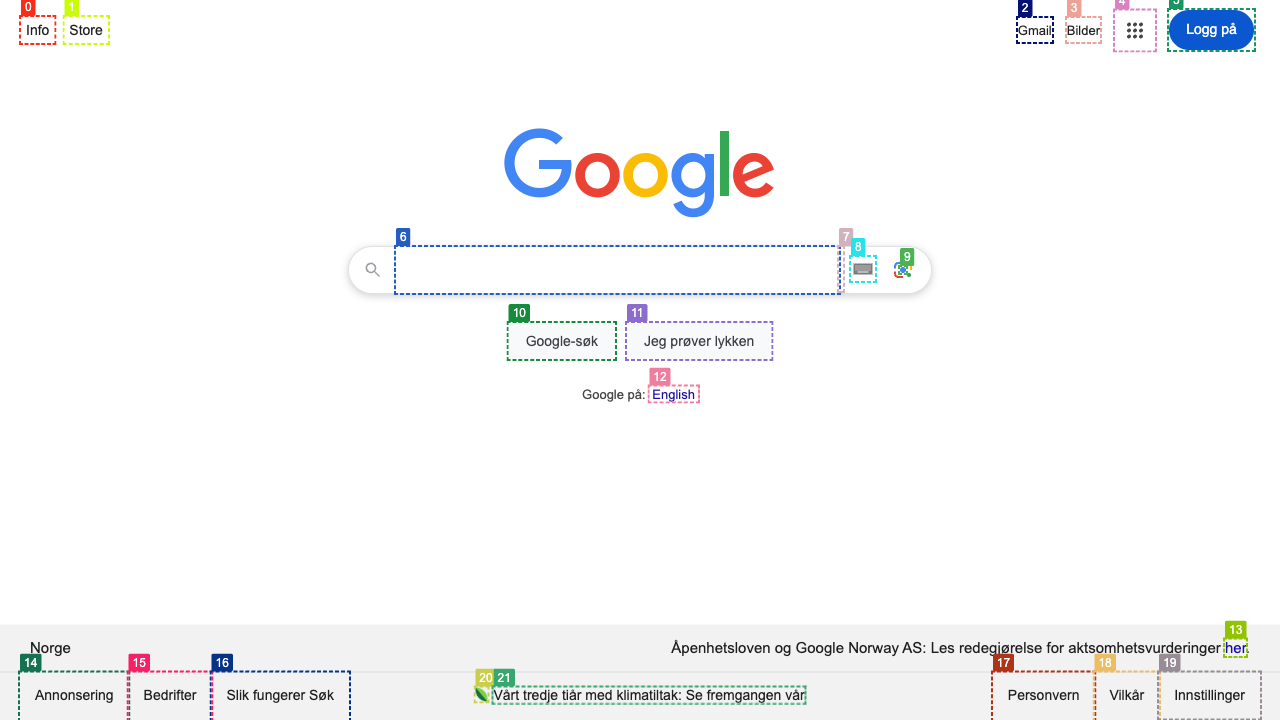 0 1 2 3 4 5
Info Store Gmail Bilder Logg på
Google
6 7 8 9
10 11
Google-søk Jeg prøver lykken
12
Google på: English
13
Norge Åpenhetsloven og Google Norway AS: Les redegjørelse for aktsomhetsvurderinger her.
14 15 16 20 21 17 18 19
Annonsering Bedrifter Slik fungerer Søk Vårt tredje tiår med klimatiltak: Se fremgangen vår Personvern Vilkår Innstillinger